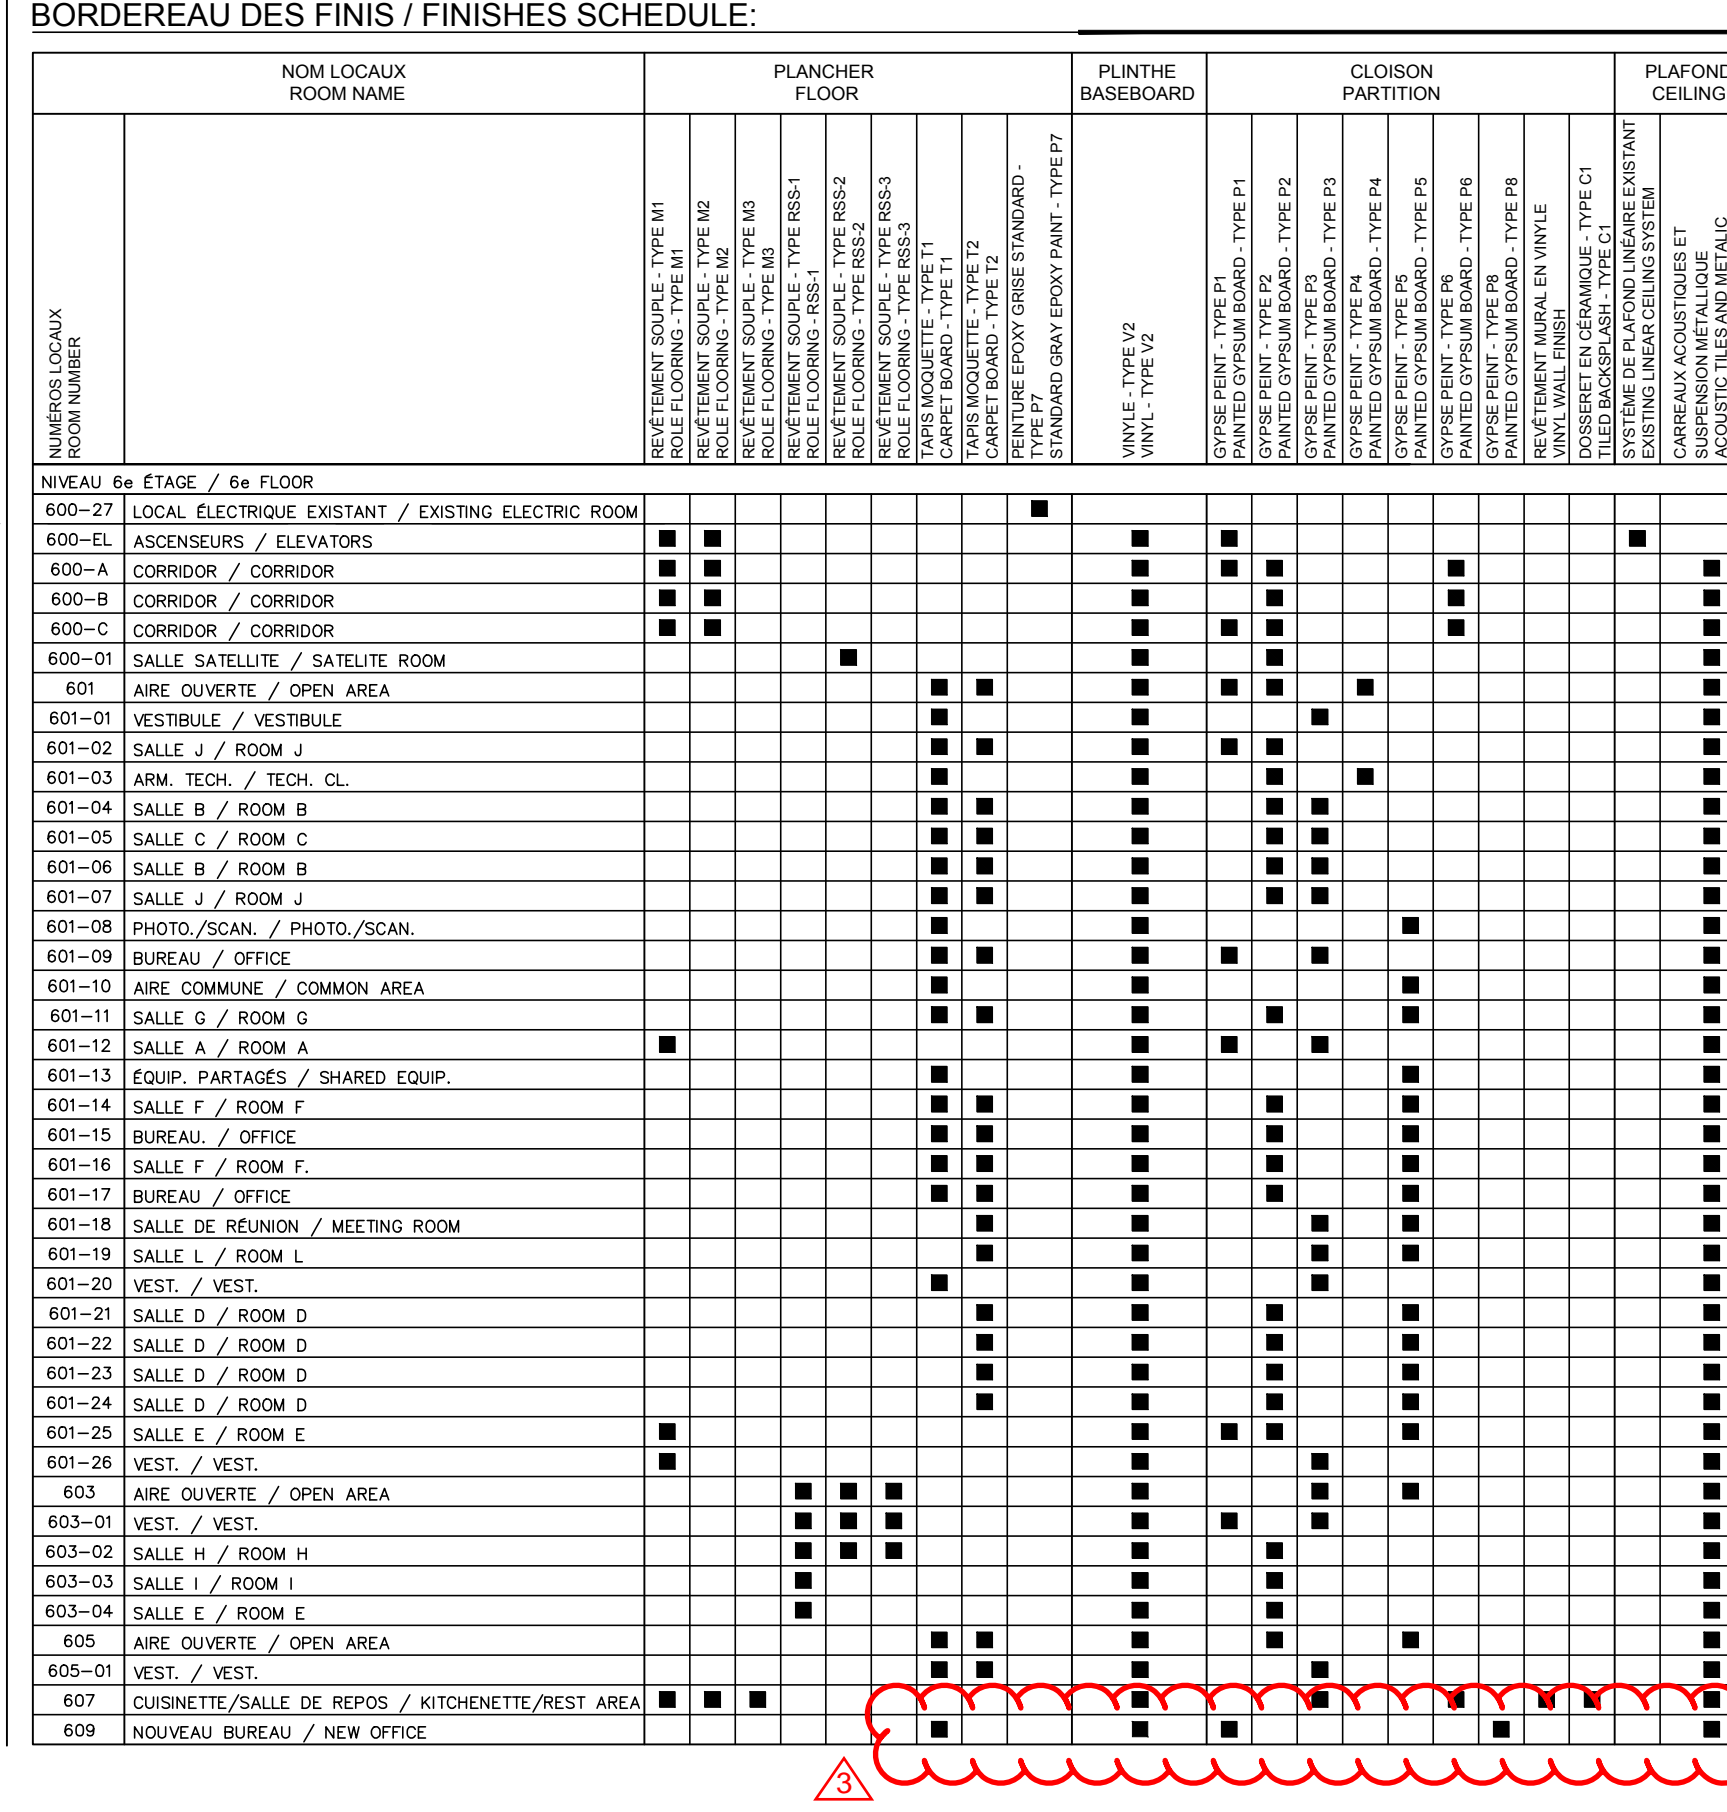 BORDEREAU DES FINIS / FINISHES SCHEDULE:
NOM LOCAUX
ROOM NAME
PLANCHER
FLOOR
PLINTHE
BASEBOARD
CLOISON
PARTITION
PLAFOND
CEILING
NUMÉROS LOCAUX
ROOM NUMBER
REVÊTEMENT SOUPLE - TYPE M1
ROLE FLOORING - TYPE M1
REVÊTEMENT SOUPLE - TYPE M2
ROLE FLOORING - TYPE M2
REVÊTEMENT SOUPLE - TYPE M3
ROLE FLOORING - TYPE M3
REVÊTEMENT SOUPLE - TYPE RSS-1
ROLE FLOORING - RSS-1
REVÊTEMENT SOUPLE - TYPE RSS-2
ROLE FLOORING - TYPE RSS-2
REVÊTEMENT SOUPLE - TYPE RSS-3
ROLE FLOORING - TYPE RSS-3
TAPIS MOQUETTE - TYPE T1
CARPET BOARD - TYPE T1
TAPIS MOQUETTE - TYPE T2
CARPET BOARD - TYPE T2
PEINTURE EPOXY GRISE STANDARD -
TYPE P7
STANDARD GRAY EPOXY PAINT - TYPE P7
VINYLE - TYPE V2
VINYL - TYPE V2
GYPSE PEINT - TYPE P1
PAINTED GYPSUM BOARD - TYPE P1
GYPSE PEINT - TYPE P2
PAINTED GYPSUM BOARD - TYPE P2
GYPSE PEINT - TYPE P3
PAINTED GYPSUM BOARD - TYPE P3
GYPSE PEINT - TYPE P4
PAINTED GYPSUM BOARD - TYPE P4
GYPSE PEINT - TYPE P5
PAINTED GYPSUM BOARD - TYPE P5
GYPSE PEINT - TYPE P6
PAINTED GYPSUM BOARD - TYPE P6
GYPSE PEINT - TYPE P8
PAINTED GYPSUM BOARD - TYPE P8
REVÊTEMENT MURAL EN VINYLE
VINYL WALL FINISH
DOSSERET EN CÉRAMIQUE - TYPE C1
TILED BACKSPLASH - TYPE C1
SYSTÈME DE PLAFOND LINÉAIRE EXISTANT
EXISTING LINEAR CEILING SYSTEM
CARREAUX ACOUSTIQUES ET
SUSPENSION MÉTALLIQUE
ACOUSTIC TILES AND METALIC
NIVEAU 6e ÉTAGE / 6e FLOOR
600-27 LOCAL ÉLECTRIQUE EXISTANT / EXISTING ELECTRIC ROOM
600-EL ASCENSEURS / ELEVATORS
600-A CORRIDOR / CORRIDOR
600-B CORRIDOR / CORRIDOR
600-C CORRIDOR / CORRIDOR
600-01 SALLE SATELLITE / SATELITE ROOM
601 AIRE OUVERTE / OPEN AREA
601-01 VESTIBULE / VESTIBULE
601-02 SALLE J / ROOM J
601-03 ARM. TECH. / TECH. CL.
601-04 SALLE B / ROOM B
601-05 SALLE C / ROOM C
601-06 SALLE B / ROOM B
601-07 SALLE J / ROOM J
601-08 PHOTO./SCAN. / PHOTO./SCAN.
601-09 BUREAU / OFFICE
601-10 AIRE COMMUNE / COMMON AREA
601-11 SALLE G / ROOM G
601-12 SALLE A / ROOM A
601-13 ÉQUIP. PARTAGÉS / SHARED EQUIP.
601-14 SALLE F / ROOM F
601-15 BUREAU. / OFFICE
601-16 SALLE F / ROOM F.
601-17 BUREAU / OFFICE
601-18 SALLE DE RÉUNION / MEETING ROOM
601-19 SALLE L / ROOM L
601-20 VEST. / VEST.
601-21 SALLE D / ROOM D
601-22 SALLE D / ROOM D
601-23 SALLE D / ROOM D
601-24 SALLE D / ROOM D
601-25 SALLE E / ROOM E
601-26 VEST. / VEST.
603 AIRE OUVERTE / OPEN AREA
603-01 VEST. / VEST.
603-02 SALLE H / ROOM H
603-03 SALLE I / ROOM I
603-04 SALLE E / ROOM E
605 AIRE OUVERTE / OPEN AREA
605-01 VEST. / VEST.
607 CUISINETTE/SALLE DE REPOS / KITCHENETTE/REST AREA
609 NOUVEAU BUREAU / NEW OFFICE
3